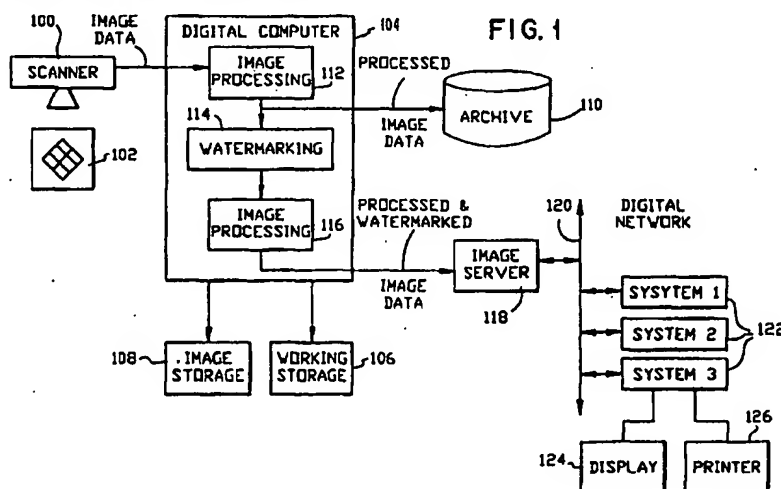 FIG. 1
100
IMAGE
DATA
SCANNER
102
DIGITAL COMPUTER
104
IMAGE
PROCESSING
112
114
WATERMARKING
IMAGE
PROCESSING
116
PROCESSED
IMAGE
DATA
ARCHIVE
110
PROCESSED &
WATERMARKED
IMAGE
DATA
IMAGE
SERVER
118
120
DIGITAL
NETWORK
SYSYTEM 1
SYSTEM 2
SYSTEM 3
122
108
IMAGE
STORAGE
WORKING
STORAGE
106
124
DISPLAY
126
PRINTER